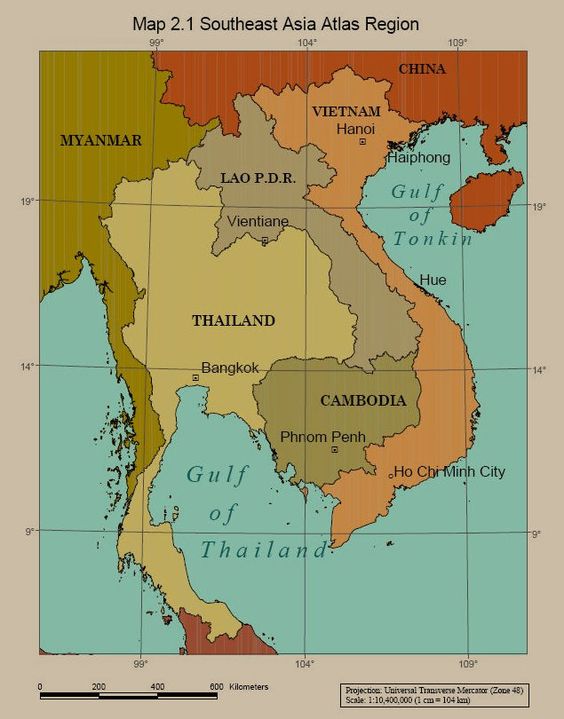 Map 2.1 Southeast Asia Atlas Region
99°
104°
109°
CHINA
VIETNAM
Hanoi
MYANMAR
Haiphong
LAO P.D.R.
Gulf
of
Tonkin
19°
19°
Vientiane
Hue
THAILAND
14°
14°
Bangkok
CAMBODIA
Phnom Penh
Ho Chi Minh City
Gulf
of
Thailand
9°
9°
99°
104°
109°
0 200 400 600 Kilometers
Projection: Universal Transverse Mercator (Zone 48)
Scale: 1:10,400,000 (1 cm = 104 km)